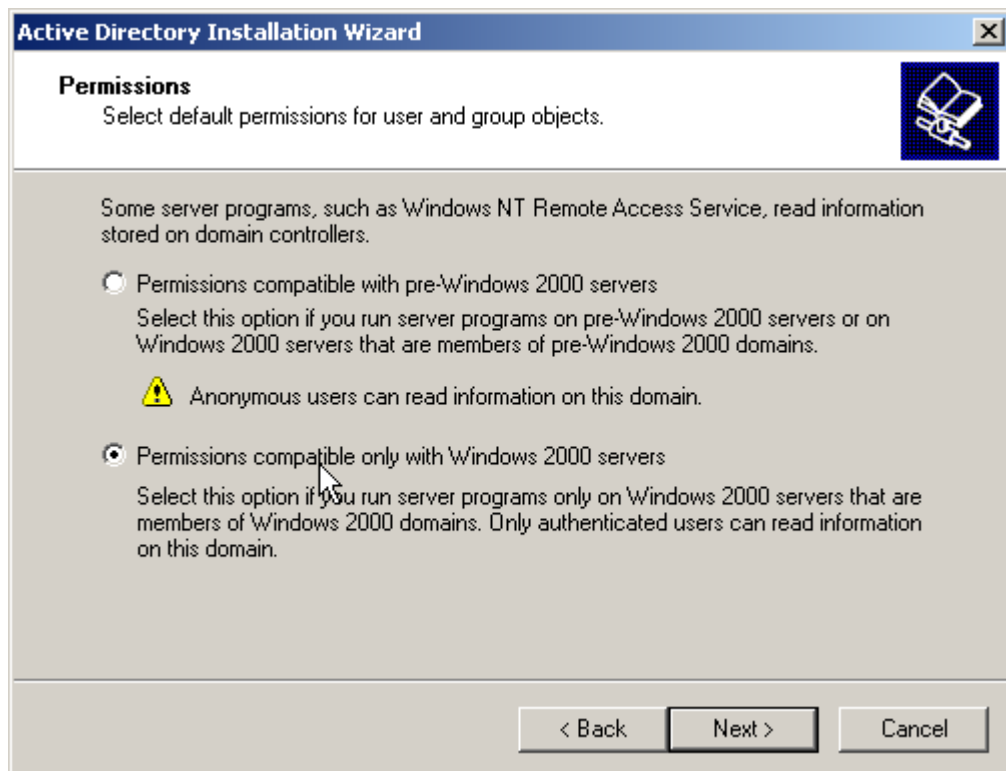 Active Directory Installation Wizard
Permissions
Select default permissions for user and group objects.
Some server programs, such as Windows NT Remote Access Service, read information
stored on domain controllers.
Permissions compatible with pre-Windows 2000 servers
Select this option if you run server programs on pre-Windows 2000 servers or on
Windows 2000 servers that are members of pre-Windows 2000 domains.
Anonymous users can read information on this domain.
Permissions compatible only with Windows 2000 servers
Select this option if you run server programs only on Windows 2000 servers that are
members of Windows 2000 domains. Only authenticated users can read information
on this domain.
< Back
Next >
Cancel